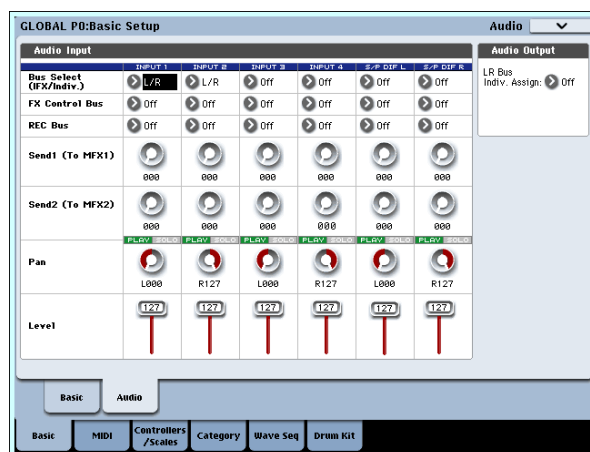 GLOBAL P0:Basic Setup Audio
Audio Input
Audio Output
INPUT 1 INPUT 2 INPUT 3 INPUT 4 S/P DIF L S/P DIF R
Bus Select (IFX/Indiv.) L/R L/R Off Off Off Off
LR Bus
Indiv. Assign: Off
FX Control Bus Off Off Off Off Off Off
REC Bus Off Off Off Off Off Off
Send1 (To MFX1) 000 000 000 000 000 000
Send2 (To MFX2) 000 000 000 000 000 000
PLAY SOLO PLAY SOLO PLAY SOLO PLAY SOLO PLAY SOLO PLAY SOLO
Pan L000 R127 L000 R127 L000 R127
Level 127 127 127 127 127 127
Basic Audio
Basic MIDI Controllers /Scales Category Wave Seq Drum Kit